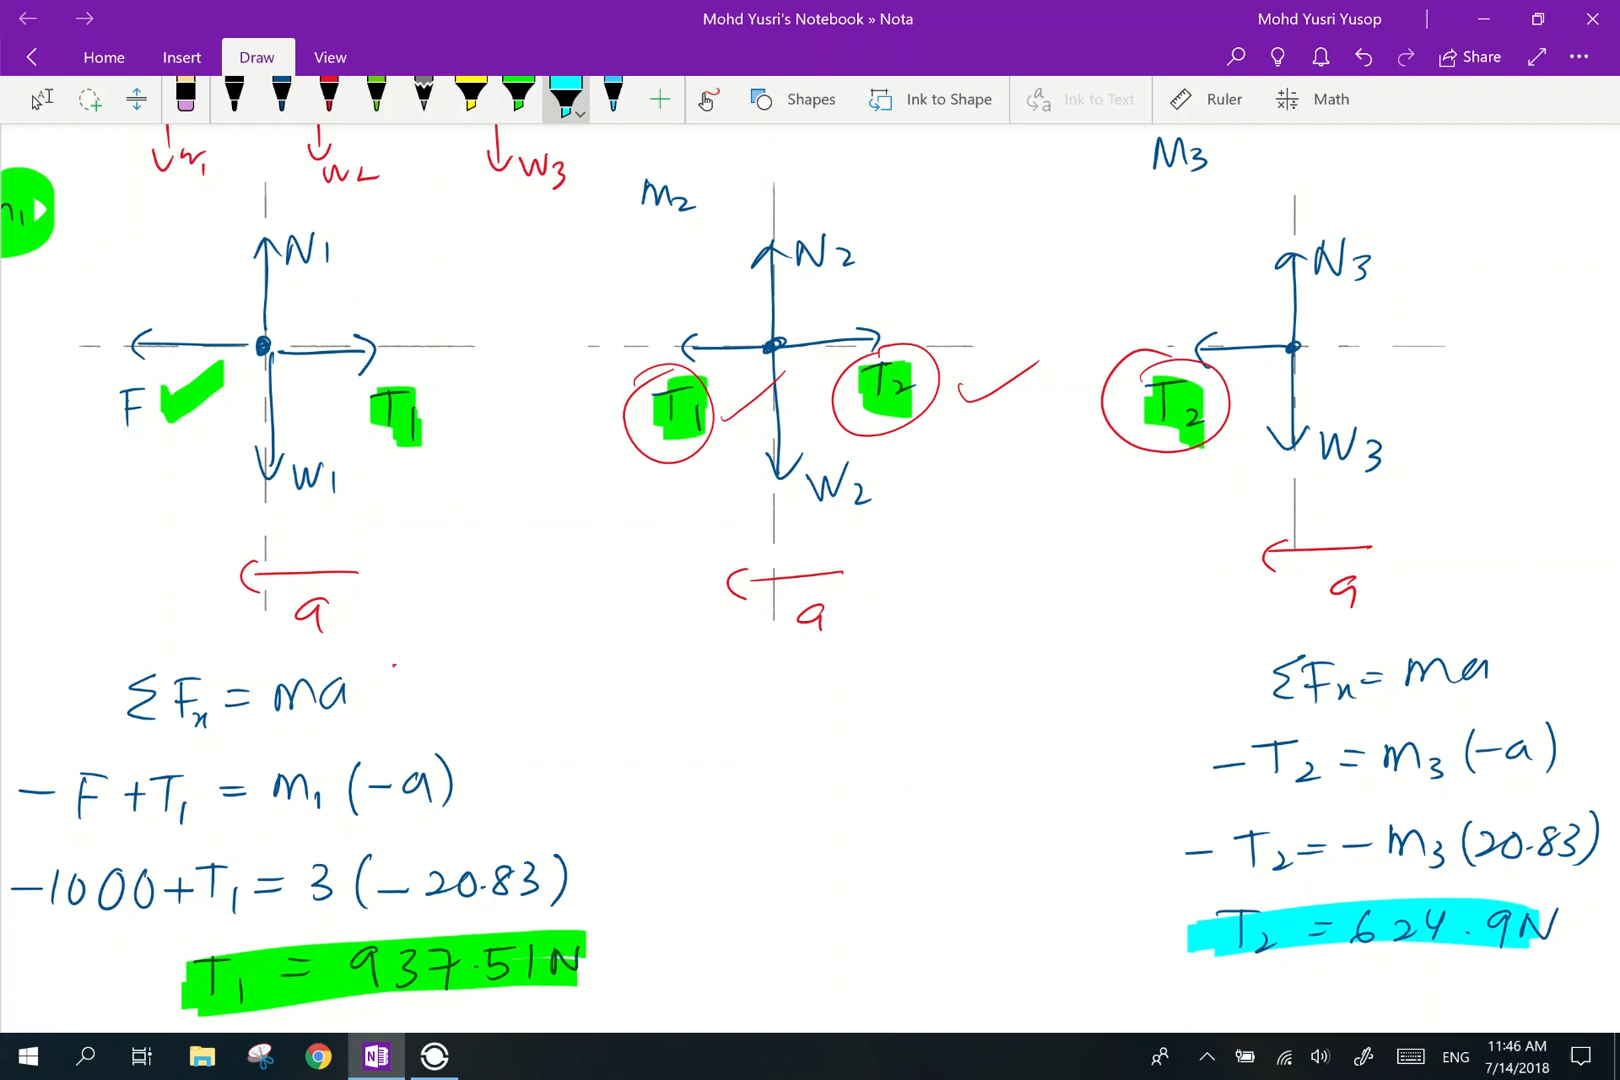 Mohd Yusri's Notebook » Nota
Mohd Yusri Yusop
Home
Insert
Draw
View
Share
Shapes
Ink to Shape
Ink to Text
Ruler
Math
W1
W2
W3
M2
M3
m1
N1
N2
N3
F
T1
T1
T2
T2
W1
W2
W3
a
a
a
ΣFx = ma
-F + T1 = m1 (-a)
-1000 + T1 = 3 (-20.83)
T1 = 937.51N
ΣFx = ma
-T2 = m3 (-a)
-T2 = -m3 (20.83)
T2 = 624.9N
ENG
11:46 AM
7/14/2018